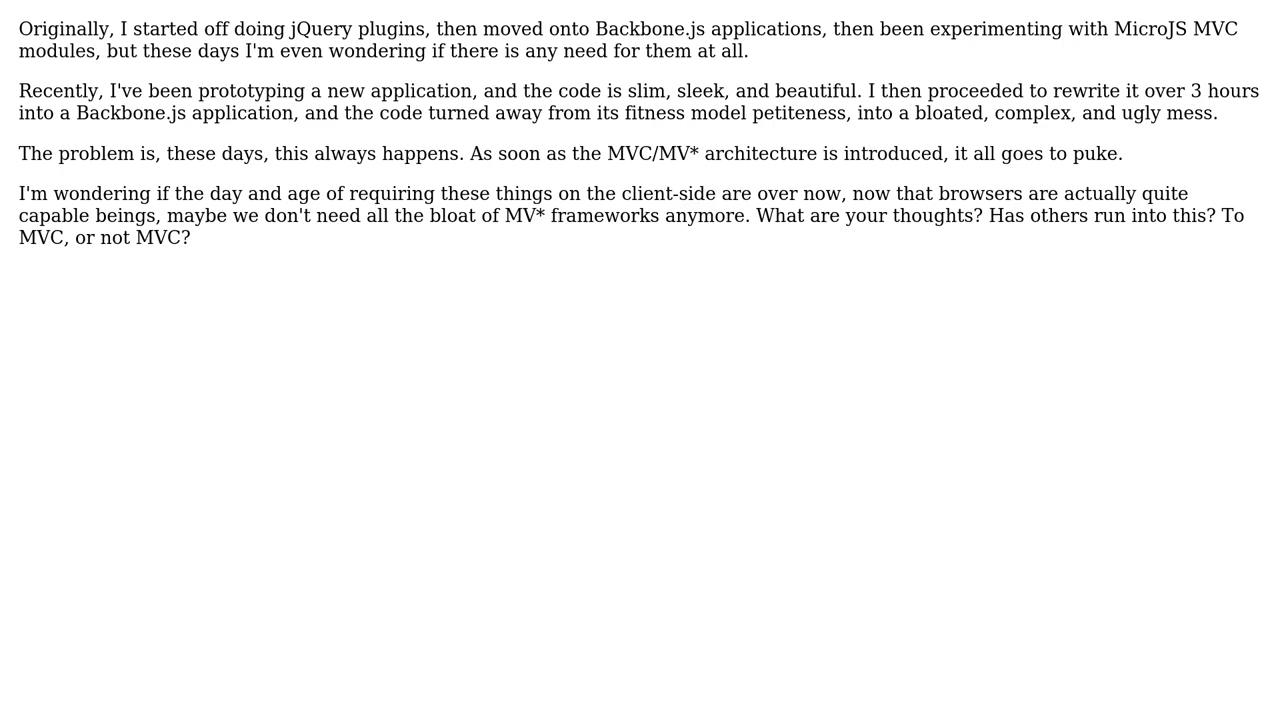 Originally, I started off doing jQuery plugins, then moved onto Backbone.js applications, then been experimenting with MicroJS MVC
modules, but these days I'm even wondering if there is any need for them at all.
Recently, I've been prototyping a new application, and the code is slim, sleek, and beautiful. I then proceeded to rewrite it over 3 hours
into a Backbone.js application, and the code turned away from its fitness model petiteness, into a bloated, complex, and ugly mess.
The problem is, these days, this always happens. As soon as the MVC/MV* architecture is introduced, it all goes to puke.
I'm wondering if the day and age of requiring these things on the client-side are over now, now that browsers are actually quite
capable beings, maybe we don't need all the bloat of MV* frameworks anymore. What are your thoughts? Has others run into this? To
MVC, or not MVC?